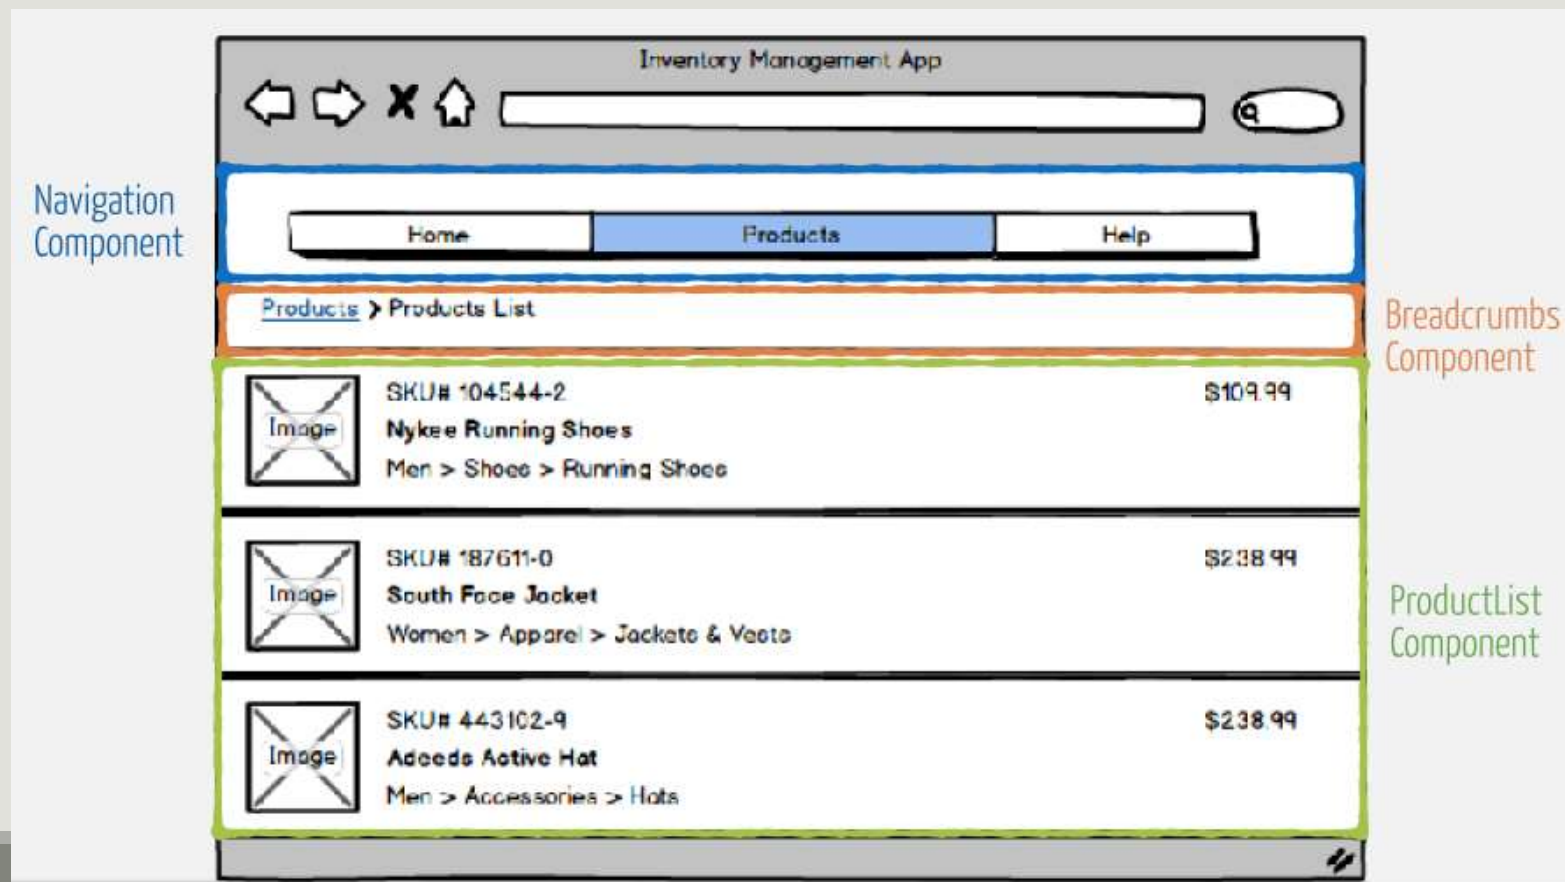 Inventory Management App
Navigation
Component
Home Products Help
Products > Products List
Breadcrumbs
Component
SKU# 104544-2 $109.99
Image
Nykee Running Shoes
Men > Shoes > Running Shoes
SKU# 187611-0 $238.99
Image
South Face Jacket
Women > Apparel > Jackets & Vests
ProductList
Component
SKU# 443102-9 $238.99
Image
Adeeds Active Hat
Men > Accessories > Hats